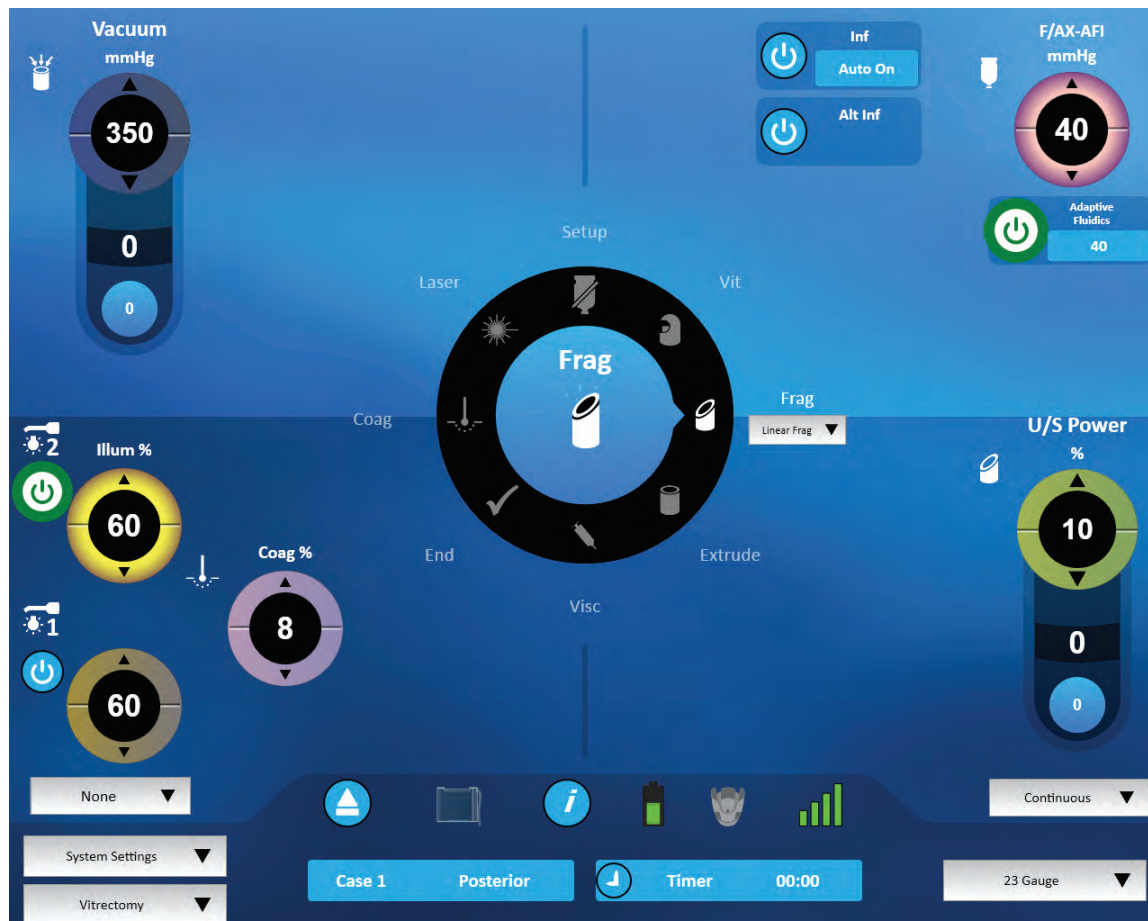 Vacuum
mmHg
350
0
0
Inf
Auto On
Alt Inf
F/AX-AFI
mmHg
40
Adaptive
Fluidics
40
Setup
Laser
Vit
Frag
Coag
Frag
Linear Frag
End
Extrude
Visc
2
Illum %
60
Coag %
8
1
60
U/S Power
%
10
0
0
None
System Settings
Vitrectomy
i
Continuous
Case 1 Posterior
Timer 00:00
23 Gauge